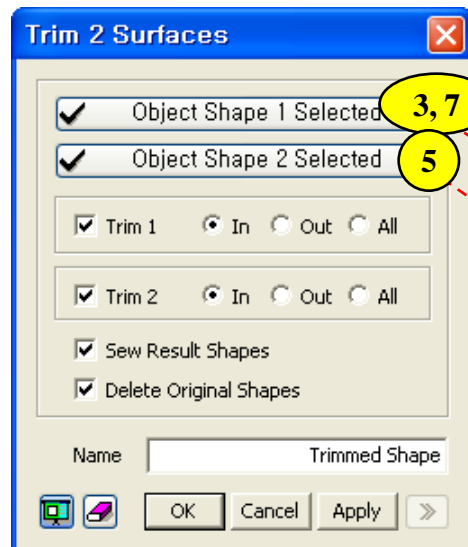 Trim 2 Surfaces
Object Shape 1 Selected 3, 7
Object Shape 2 Selected 5
Trim 1 In Out All
Trim 2 In Out All
Sew Result Shapes
Delete Original Shapes
Name Trimmed Shape
OK Cancel Apply